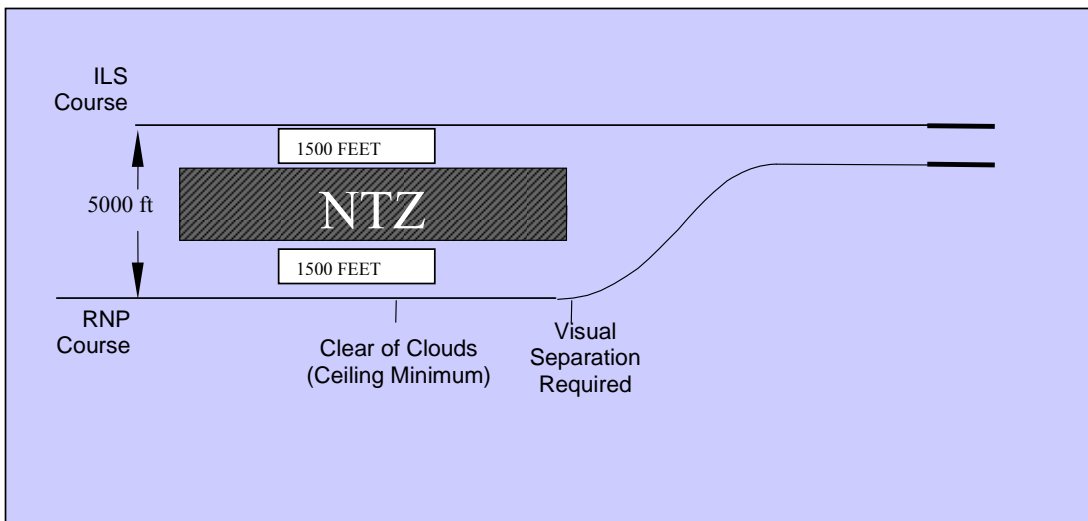 ILS
Course
1500 FEET
5000 ft
NTZ
1500 FEET
RNP
Course
Clear of Clouds
(Ceiling Minimum)
Visual
Separation
Required